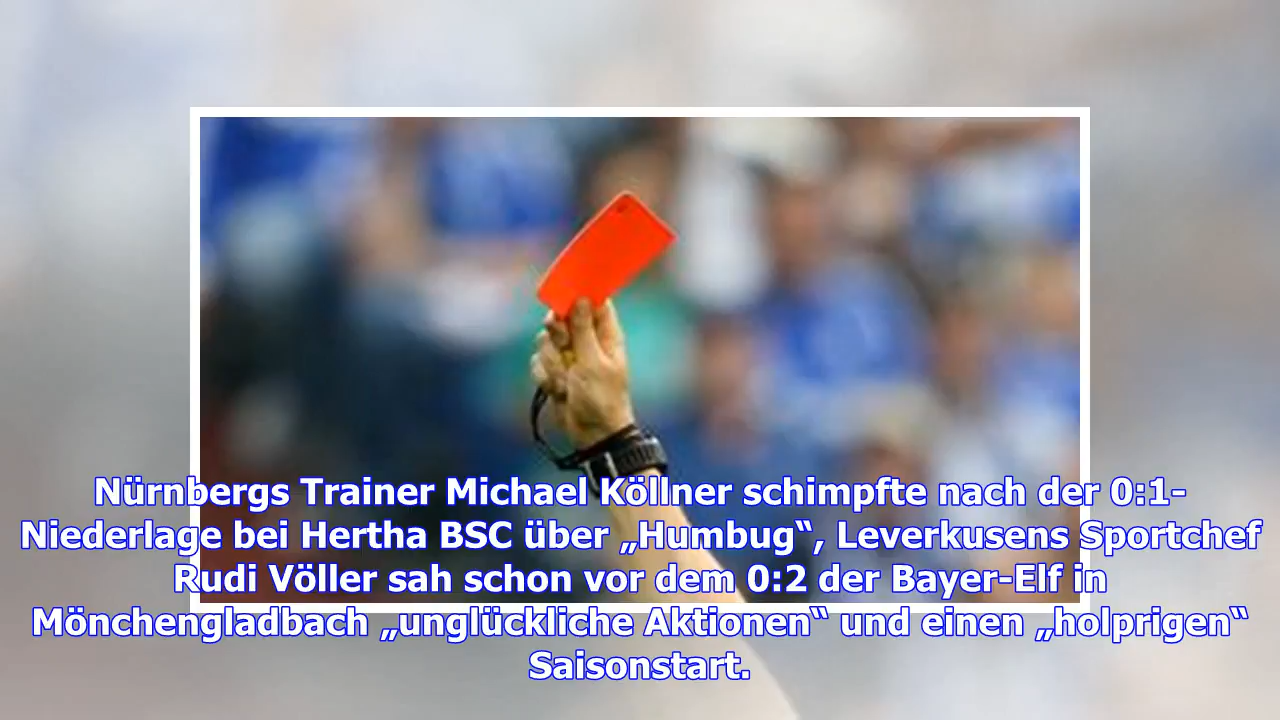 Nürnbergs Trainer Michael Köllner schimpfte nach der 0:1-
Niederlage bei Hertha BSC über „Humbug“, Leverkusens Sportchef
Rudi Völler sah schon vor dem 0:2 der Bayer-Elf in
Mönchengladbach „unglückliche Aktionen“ und einen „holprigen“
Saisonstart.